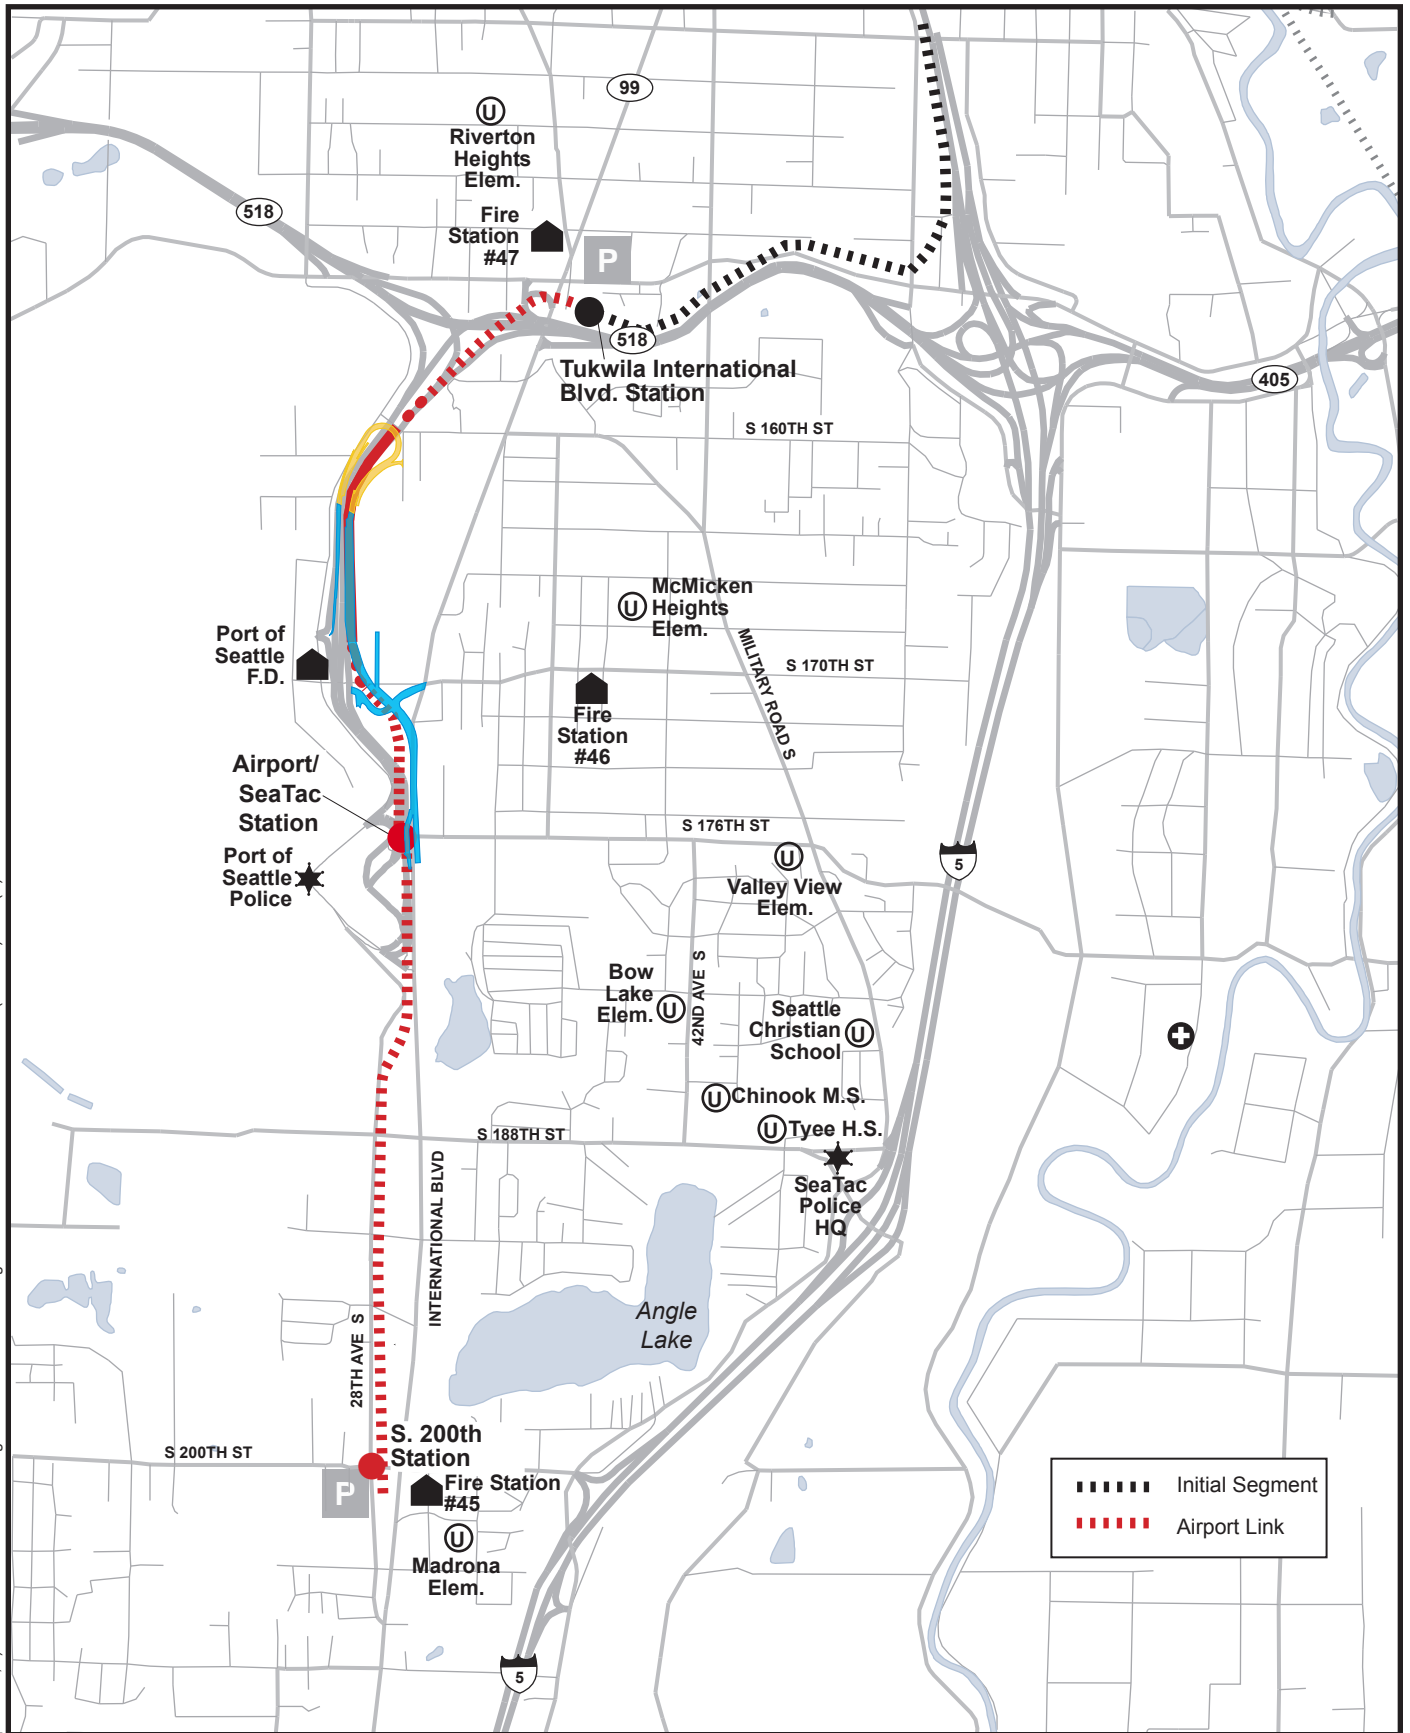 99
U
Riverton
Heights
Elem.
518
Fire
Station
#47
P
518
Tukwila International
Blvd. Station
405
S 160TH ST
McMicken
Heights
Elem.
U
MILITARY ROAD S
Port of
Seattle
F.D.
S 170TH ST
Fire
Station
#46
Airport/
SeaTac
Station
S 176TH ST
Port of
Seattle
Police
U
Valley View
Elem.
5
Bow
Lake
Elem.
U
42ND AVE S
Seattle
Christian
School
U
U
Chinook M.S.
U
Tyee H.S.
S 188TH ST
SeaTac
Police
HQ
INTERNATIONAL BLVD
Angle
Lake
28TH AVE S
S. 200th
Station
S 200TH ST
P
Fire Station
#45
U
Madrona
Elem.
5
Initial Segment
Airport Link